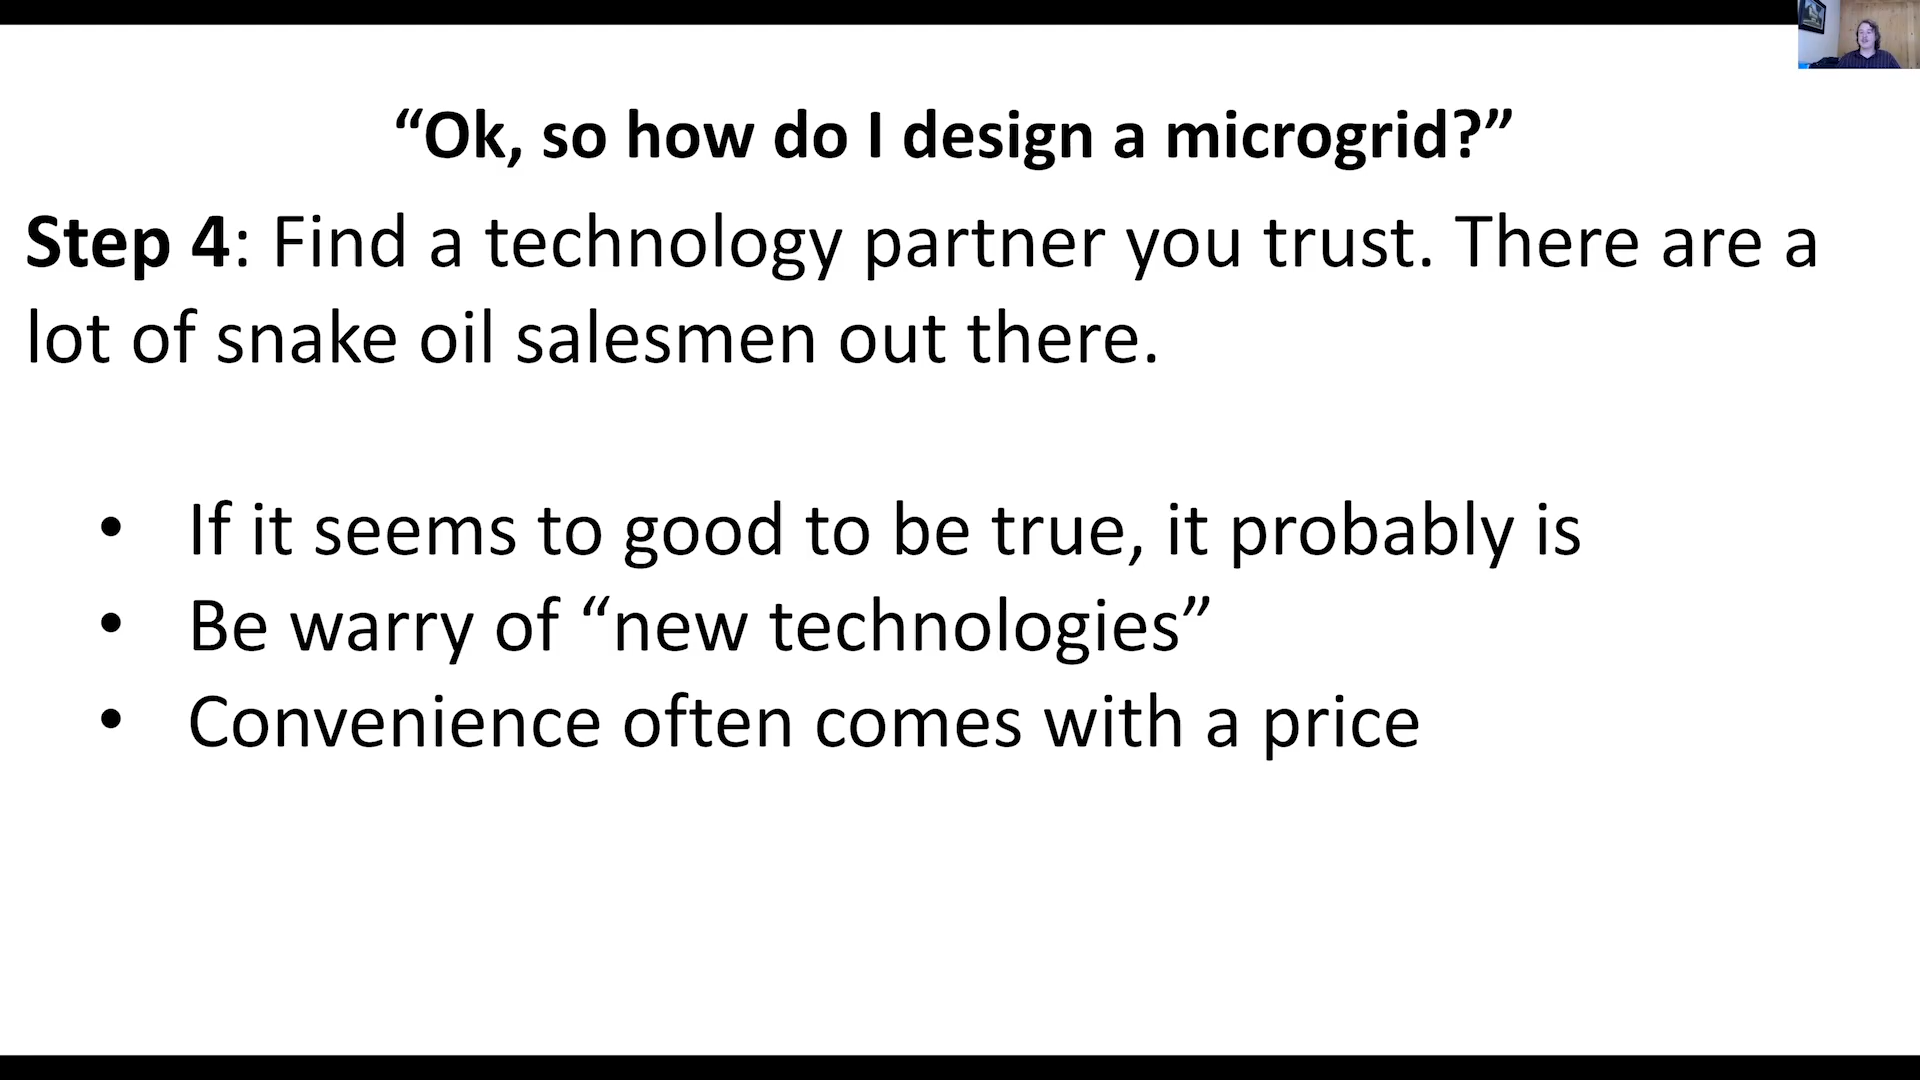 “Ok, so how do I design a microgrid?”
Step 4: Find a technology partner you trust. There are a
lot of snake oil salesmen out there.
• If it seems to good to be true, it probably is
• Be warry of “new technologies”
• Convenience often comes with a price